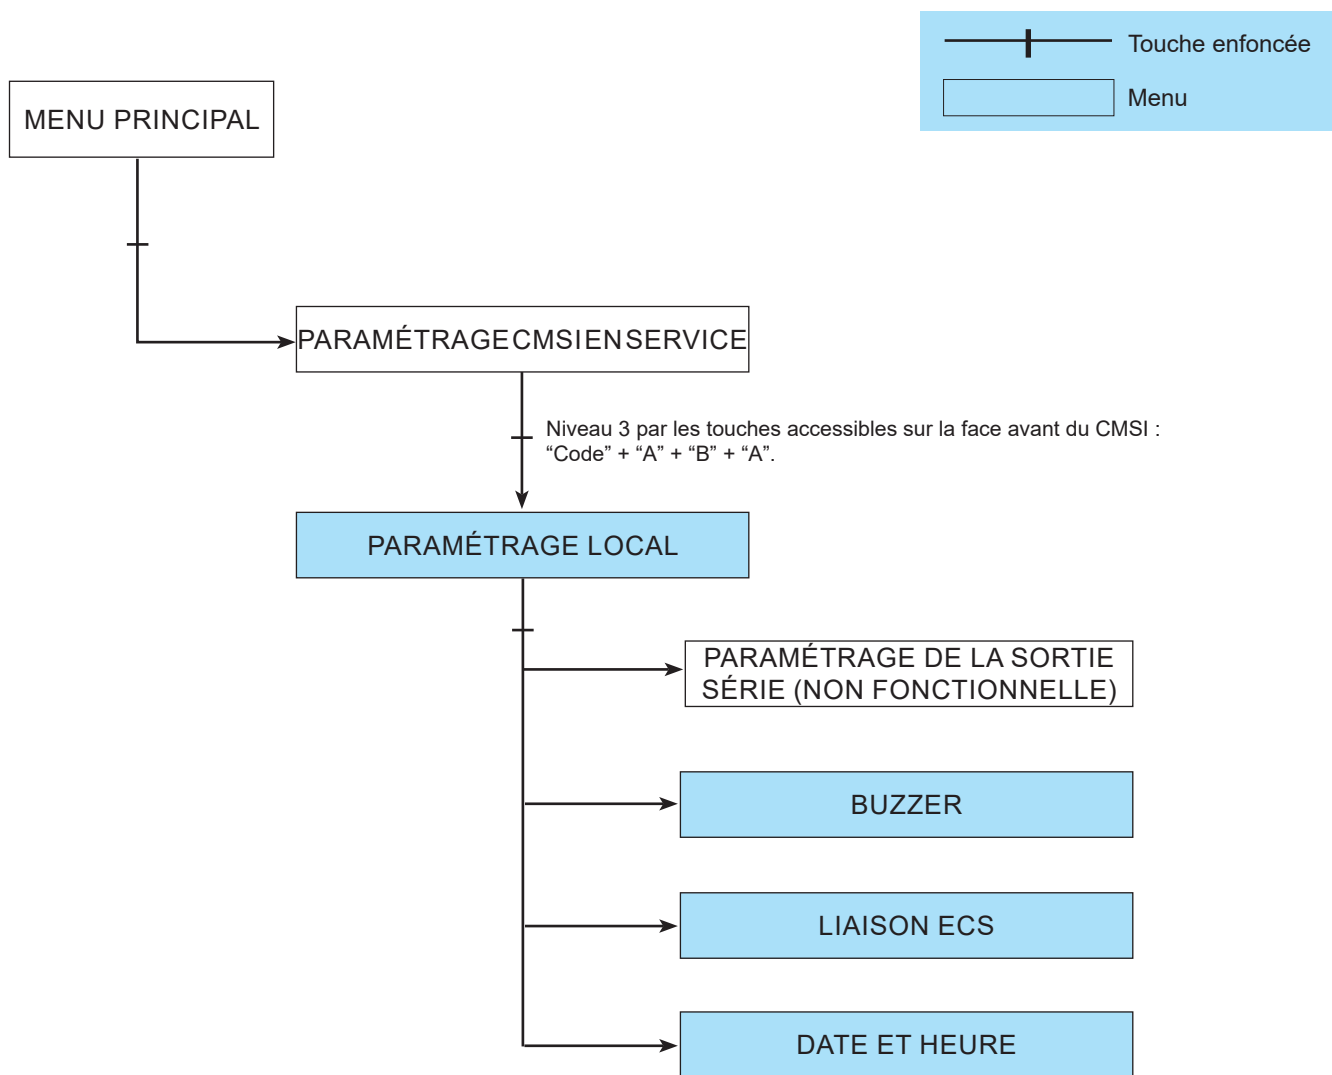 Touche enfoncée
Menu
MENU PRINCIPAL
PARAMÉTRAGE CMSI EN SERVICE
Niveau 3 par les touches accessibles sur la face avant du CMSI :
“Code” + “A” + “B” + “A”.
PARAMÉTRAGE LOCAL
PARAMÉTRAGE DE LA SORTIE
SÉRIE (NON FONCTIONNELLE)
BUZZER
LIAISON ECS
DATE ET HEURE